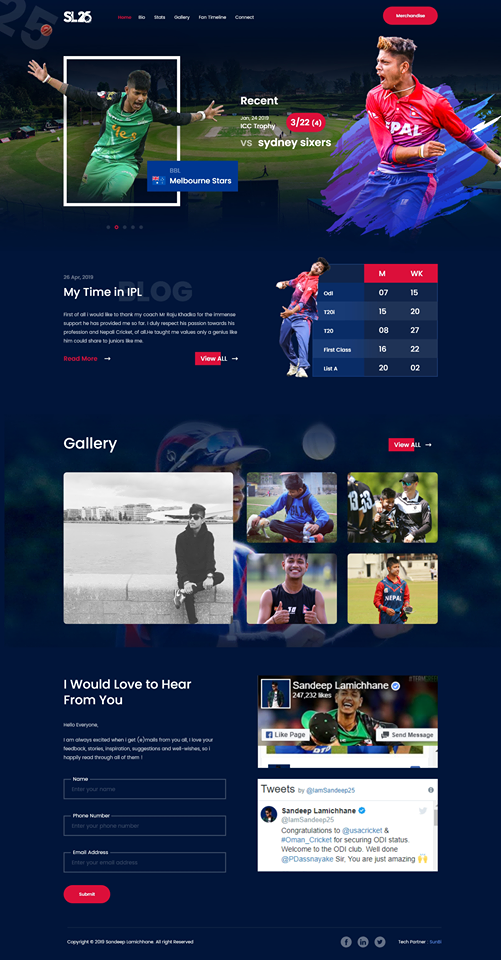 SL25
Home Bio Stats Gallery Fan Timeline Connect
Merchandise
25
Recent
Jan, 24 2019
ICC Trophy
3/22 (4)
vs sydney sixers
EPAL
BBL
Melbourne Stars
26 Apr, 2019
BLOG
My Time in IPL
First of all I would like to thank my coach Mr Raju Khadka for the immense
support he has provided me so far. I duly respect his passion towards his
profession and Nepali Cricket, of all He taught me values only a genius like
him could share to juniors like me.
Read More →
View ALL →
M WK
Odi 07 15
T20i 15 20
T20 08 27
First Class 16 22
List A 20 02
Gallery
View ALL →
NEPAL
I Would Love to Hear
From You
Hello Everyone,
I am always excited when i get (e)mails from you all, I love your
feedback, stories, inspiration, suggestions and well-wishes, so I
happily read through all of them !
Name
Enter your name
Phone Number
Enter your phone number
Email Address
Enter your email address
Submit
Sandeep Lamichhane
247,232 likes
Like Page
Send Message
Tweets by @IamSandeep25
Sandeep Lamichhane
@IamSandeep25
Congratulations to @usacricket &
#Oman_Cricket for securing ODI status.
Welcome to the ODI club. Well done
@PDassnayake Sir, You are just amazing 🙌
Copyright © 2019 Sandeep Lamichhane. All right Reserved
Tech Partner : SunBi